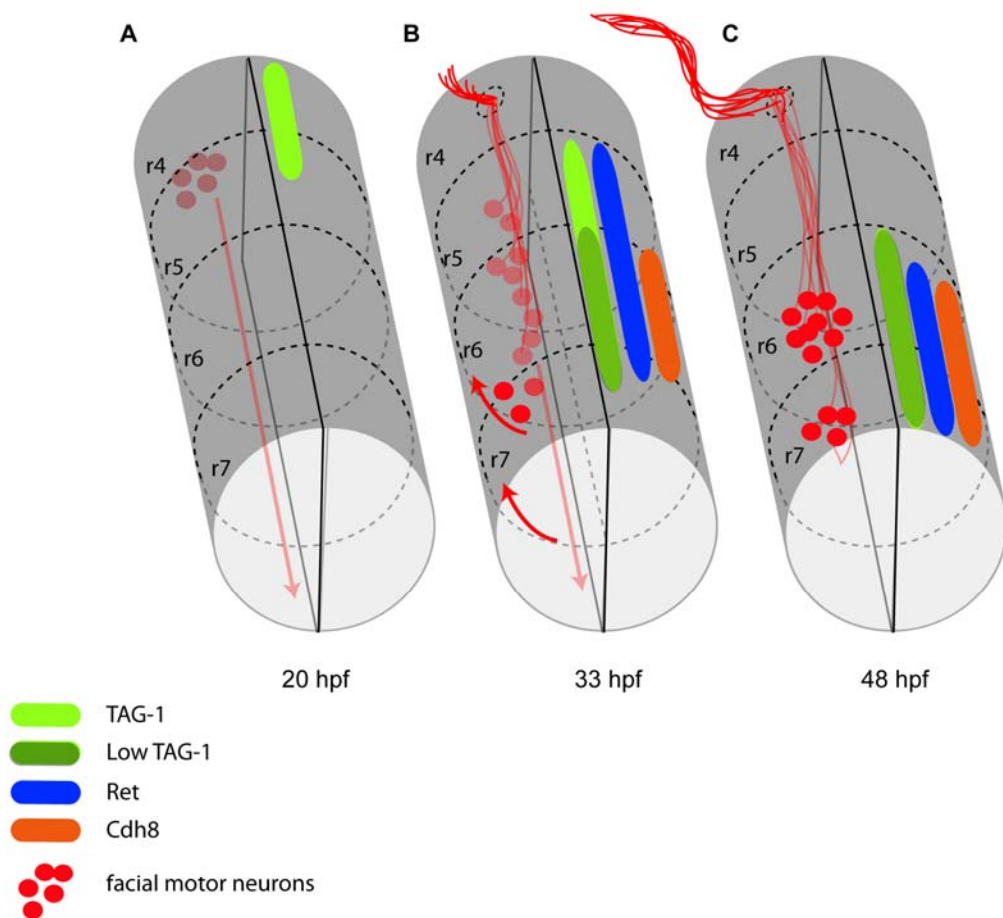 A
B
C
r4
r5
r6
r7
r4
r5
r6
r7
r4
r5
r6
r7
20 hpf
33 hpf
48 hpf
TAG-1
Low TAG-1
Ret
Cdh8
facial motor neurons